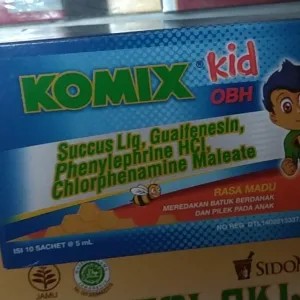 KOMIX kid
OBH
Succus Liq, Guaifenesin,
Phenylephrine HCl,
Chlorphenamine Maleate
RASA MADU
MEREDAKAN BATUK BERDAHAK
DAN PILEK PADA ANAK
ISI 10 SACHET @ 5 mL
JAMU
SIDO